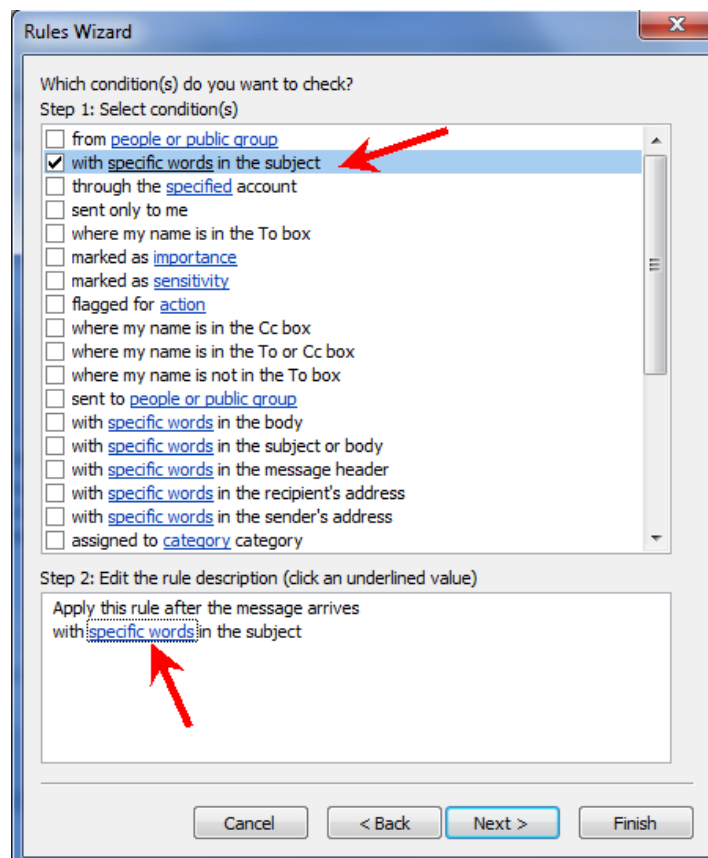 Rules Wizard
Which condition(s) do you want to check?
Step 1: Select condition(s)
from people or public group
with specific words in the subject
through the specified account
sent only to me
where my name is in the To box
marked as importance
marked as sensitivity
flagged for action
where my name is in the Cc box
where my name is in the To or Cc box
where my name is not in the To box
sent to people or public group
with specific words in the body
with specific words in the subject or body
with specific words in the message header
with specific words in the recipient's address
with specific words in the sender's address
assigned to category category
Step 2: Edit the rule description (click an underlined value)
Apply this rule after the message arrives
with specific words in the subject
Cancel < Back Next > Finish